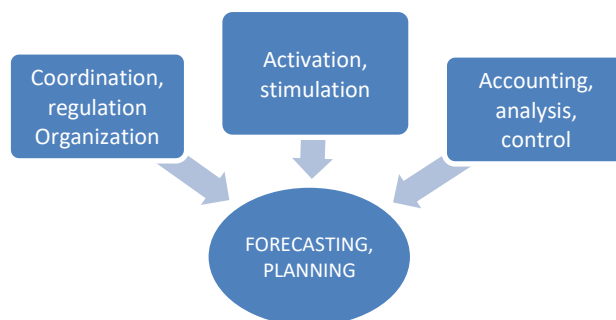 Coordination,
regulation
Organization
Activation,
stimulation
Accounting,
analysis,
control
FORECASTING,
PLANNING